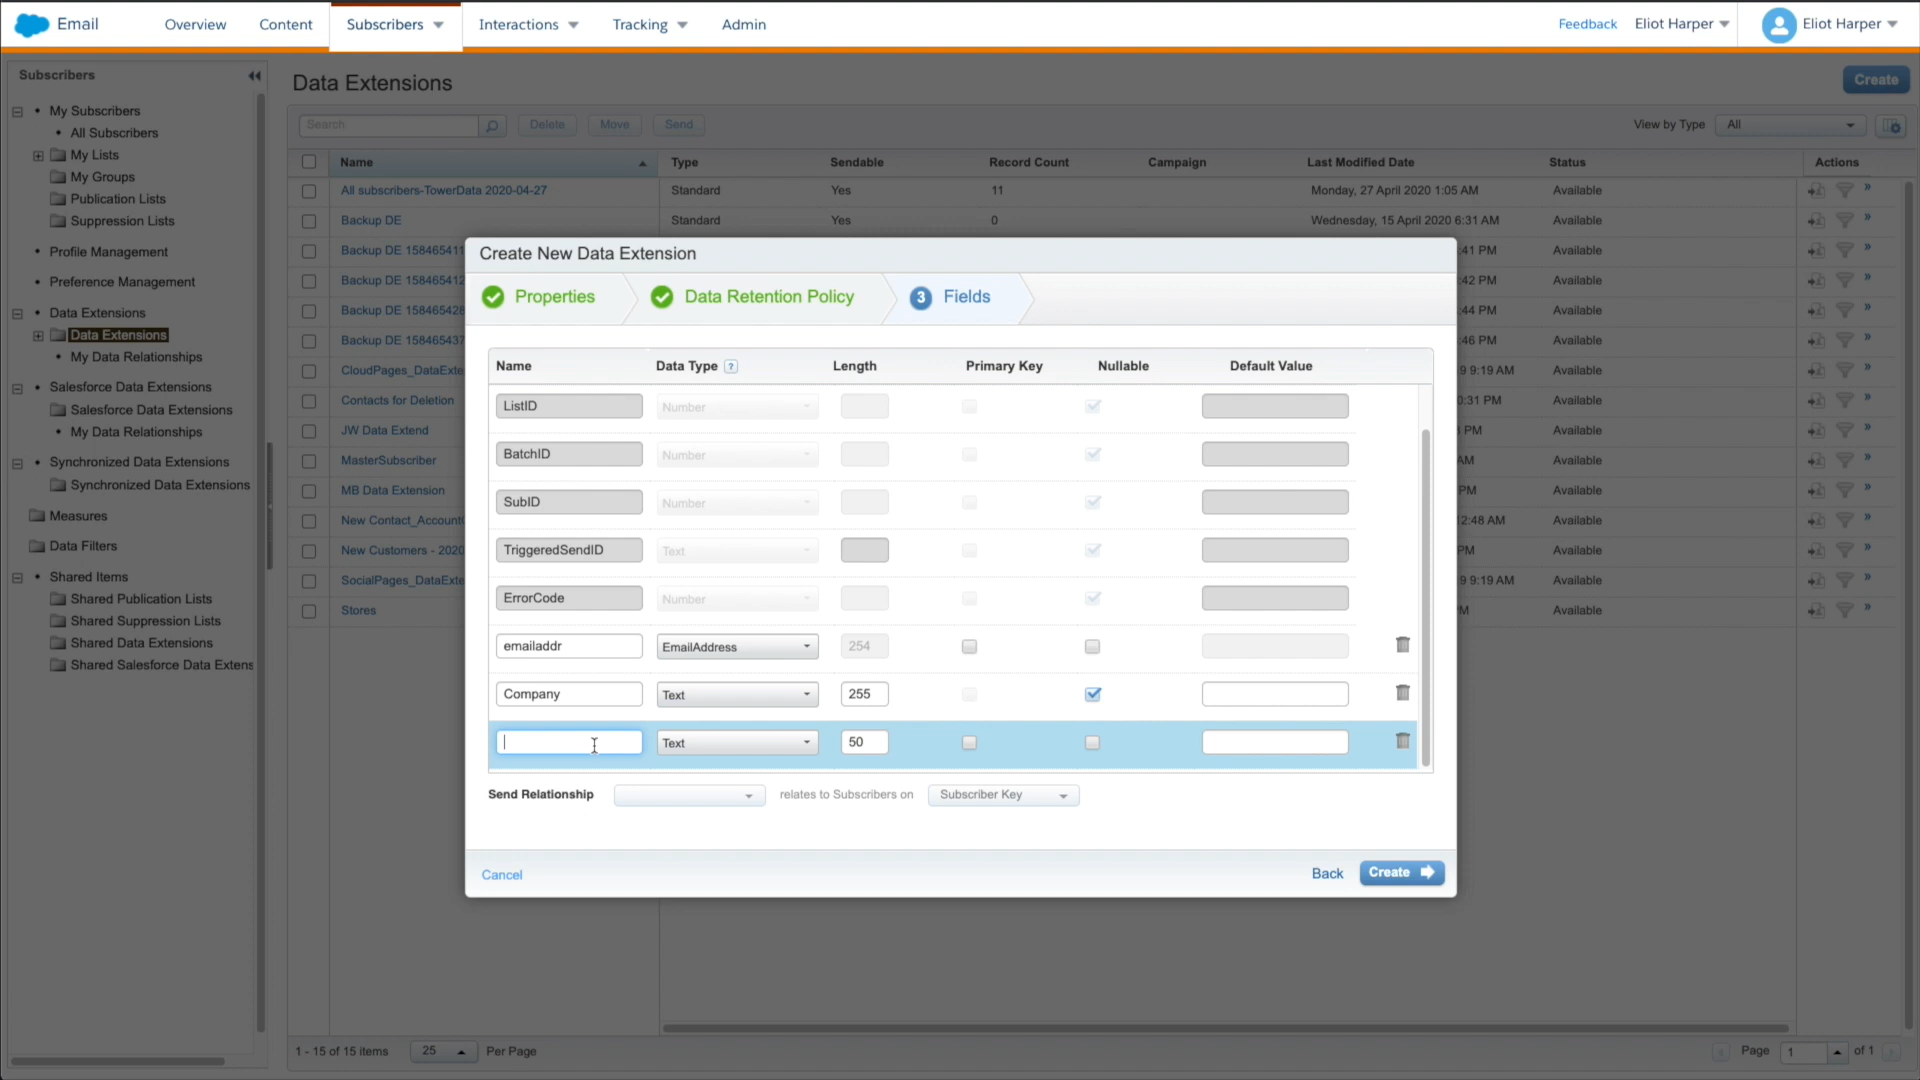 Email
Overview
Content
Subscribers
Interactions
Tracking
Admin
Feedback
Eliot Harper
Eliot Harper
Subscribers
My Subscribers
All Subscribers
My Lists
My Groups
Publication Lists
Suppression Lists
Profile Management
Preference Management
Data Extensions
Data Extensions
My Data Relationships
Salesforce Data Extensions
Salesforce Data Extensions
My Data Relationships
Synchronized Data Extensions
Synchronized Data Extensions
Measures
Data Filters
Shared Items
Shared Publication Lists
Shared Suppression Lists
Shared Data Extensions
Shared Salesforce Data Extens
Data Extensions
Create
Search
Delete
Move
Send
View by Type
All
Name Type Sendable Record Count Campaign Last Modified Date Status Actions
All subscribers-TowerData 2020-04-27 Standard Yes 11 Monday, 27 April 2020 1:05 AM Available
Backup DE Standard Yes 0 Wednesday, 15 April 2020 6:31 AM Available
Backup DE 158465411 :41 PM Available
Backup DE 158465412 :42 PM Available
Backup DE 158465428 :44 PM Available
Backup DE 158465437 :46 PM Available
CloudPages_DataExte 9 9:19 AM Available
Contacts for Deletion 0:31 PM Available
JW Data Extend PM Available
MasterSubscriber AM Available
MB Data Extension PM Available
New Contact_Account 2:48 AM Available
New Customers - 2020 PM Available
SocialPages_DataExte 9 9:19 AM Available
Stores Available
Create New Data Extension
Properties
Data Retention Policy
3 Fields
Name Data Type ? Length Primary Key Nullable Default Value
ListID Number
BatchID Number
SubID Number
TriggeredSendID Text
ErrorCode Number
emailaddr EmailAddress 254
Company Text 255
Text 50
Send Relationship relates to Subscribers on Subscriber Key
Cancel
Back
Create
1 - 15 of 15 items 25 Per Page
Page 1 of 1